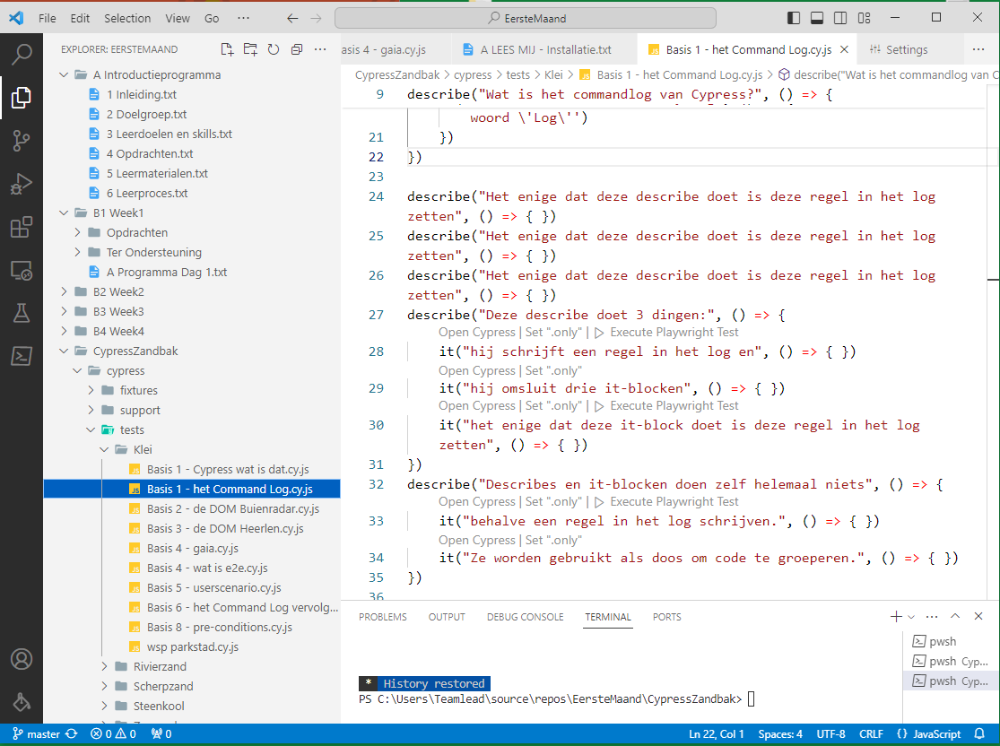 File Edit Selection View Go ··· EersteMaand
EXPLORER: EERSTEMAAND
A Introductieprogramma
1 Inleiding.txt
2 Doelgroep.txt
3 Leerdoelen en skills.txt
4 Opdrachten.txt
5 Leermaterialen.txt
6 Leerproces.txt
B1 Week1
Opdrachten
Ter Ondersteuning
A Programma Dag 1.txt
B2 Week2
B3 Week3
B4 Week4
CypressZandbak
cypress
fixtures
support
tests
Klei
Basis 1 - Cypress wat is dat.cy.js
Basis 1 - het Command Log.cy.js
Basis 2 - de DOM Buienradar.cy.js
Basis 3 - de DOM Heerlen.cy.js
Basis 4 - gaia.cy.js
Basis 4 - wat is e2e.cy.js
Basis 5 - userscenario.cy.js
Basis 6 - het Command Log vervolg...
Basis 8 - pre-conditions.cy.js
wsp parkstad.cy.js
Rivierzand
Scherpzand
Steenkool
asis 4 - gaia.cy.js A LEES MIJ - Installatie.txt Basis 1 - het Command Log.cy.js Settings
CypressZandbak > cypress > tests > Klei > Basis 1 - het Command Log.cy.js > describe("Wat is het commandlog van C
9 describe("Wat is het commandlog van Cypress?", () => {
woord \'Log\'')
21 })
22 })
23
24 describe("Het enige dat deze describe doet is deze regel in het log
zetten", () => { })
25 describe("Het enige dat deze describe doet is deze regel in het log
zetten", () => { })
26 describe("Het enige dat deze describe doet is deze regel in het log
zetten", () => { })
27 describe("Deze describe doet 3 dingen:", () => {
Open Cypress | Set ".only" | ▷ Execute Playwright Test
28 it("hij schrijft een regel in het log en", () => { })
Open Cypress | Set ".only"
29 it("hij omsluit drie it-blocken", () => { })
Open Cypress | Set ".only" | ▷ Execute Playwright Test
30 it("het enige dat deze it-block doet is deze regel in het log
zetten", () => { })
31 })
32 describe("Describes en it-blocken doen zelf helemaal niets", () => {
Open Cypress | Set ".only" | ▷ Execute Playwright Test
33 it("behalve een regel in het log schrijven.", () => { })
Open Cypress | Set ".only"
34 it("Ze worden gebruikt als doos om code te groeperen.", () => { })
35 })
36
PROBLEMS OUTPUT DEBUG CONSOLE TERMINAL PORTS
* History restored
PS C:\Users\Teamlead\source\repos\EersteMaand\CypressZandbak>
pwsh
pwsh Cyp...
pwsh Cyp...
master 0 0 0 Ln 22, Col 1 Spaces: 4 UTF-8 CRLF {} JavaScript